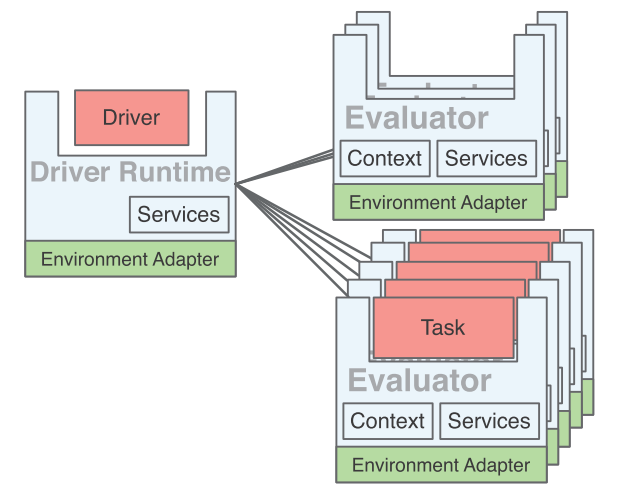 Driver
Driver Runtime
Services
Environment Adapter
Evaluator
Context
Services
Environment Adapter
Task
Evaluator
Context
Services
Environment Adapter